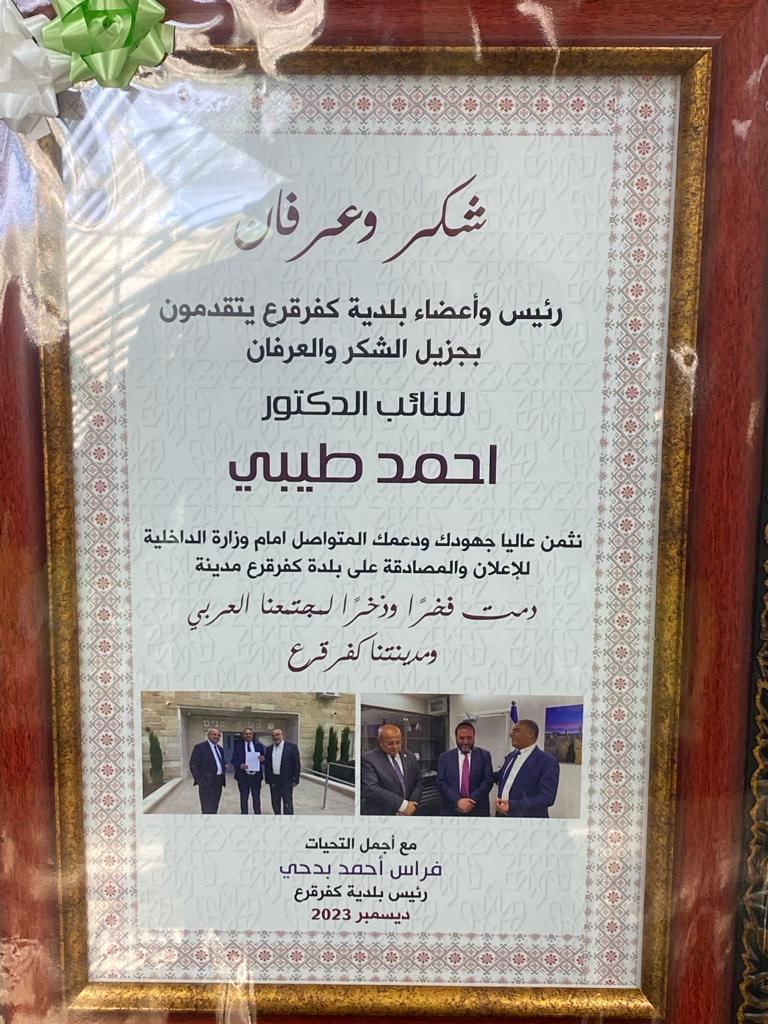 شكر وعرفان
رئيس وأعضاء بلدية كفرقرع يتقدمون
بجزيل الشكر والعرفان
للنائب الدكتور
احمد طيبي
نثمن عاليا جهودك ودعمك المتواصل امام وزارة الداخلية
للإعلان والمصادقة على بلدة كفرقرع مدينة
دمت فخرًا وذخرًا لمجتمعنا العربي
ومدينتنا كفرقرع
مع أجمل التحيات
فراس أحمد بدحي
رئيس بلدية كفرقرع
ديسمبر 2023